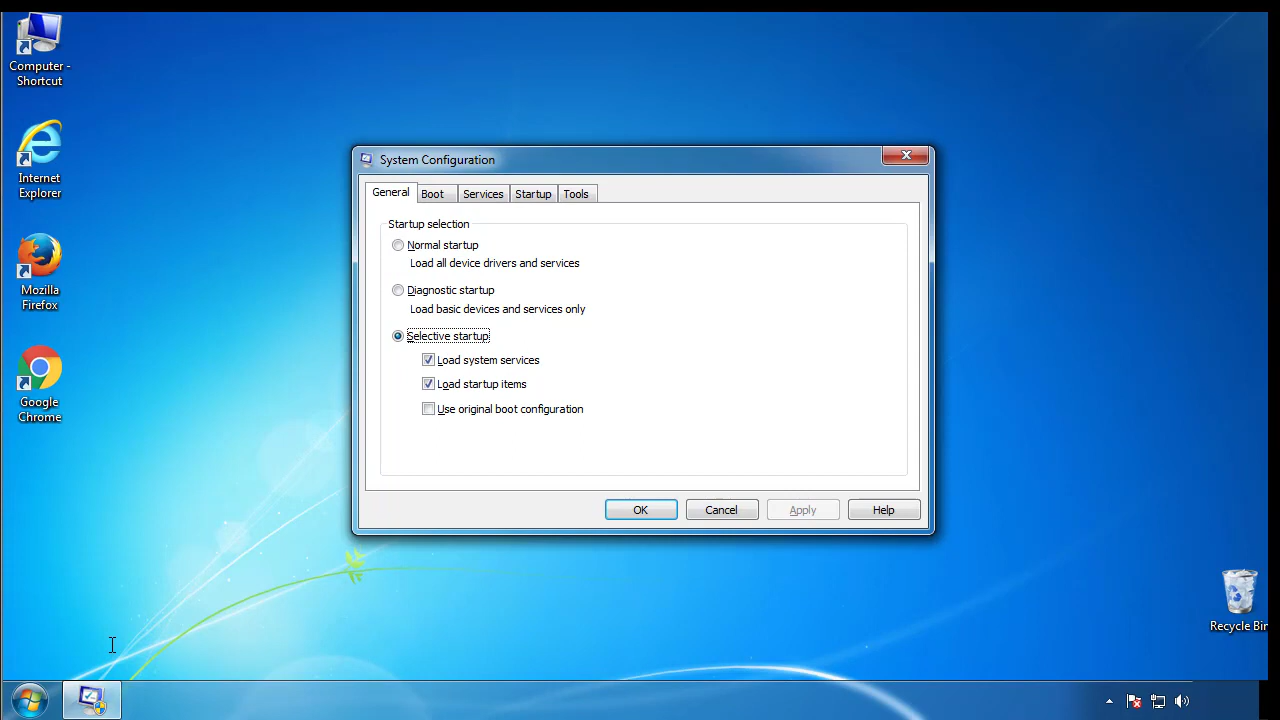 Computer -
Shortcut
Internet
Explorer
Mozilla
Firefox
Google
Chrome
System Configuration
General
Boot
Services
Startup
Tools
Startup selection
Normal startup
Load all device drivers and services
Diagnostic startup
Load basic devices and services only
Selective startup
Load system services
Load startup items
Use original boot configuration
OK
Cancel
Apply
Help
Recycle Bin